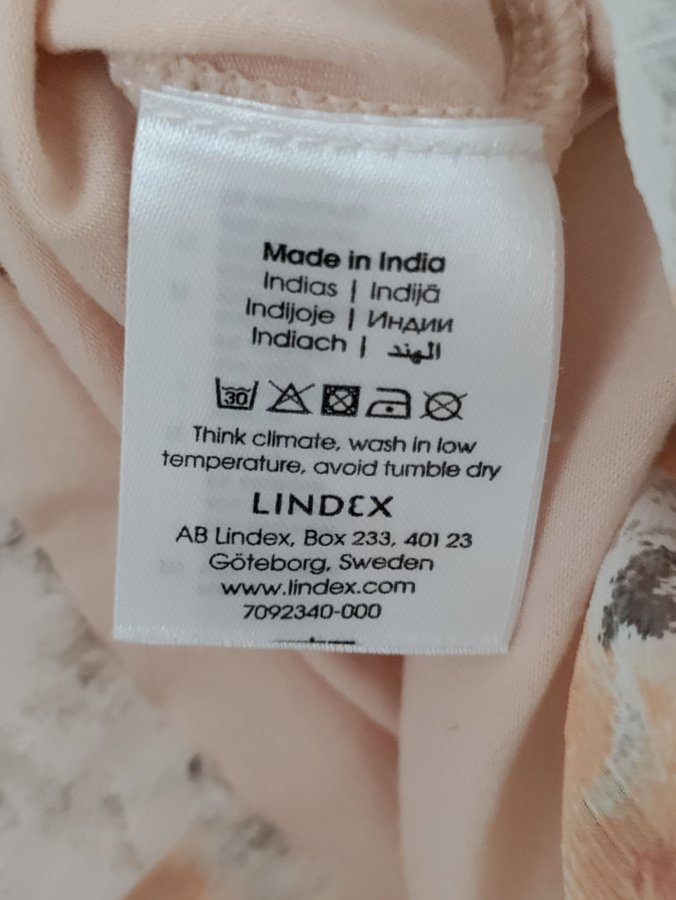 Made in India
Indias | Indijā
Indijoje | Индии
Indiach | الهند
30
Think climate, wash in low
temperature, avoid tumble dry
LINDEX
AB Lindex, Box 233, 401 23
Göteborg, Sweden
www.lindex.com
7092340-000